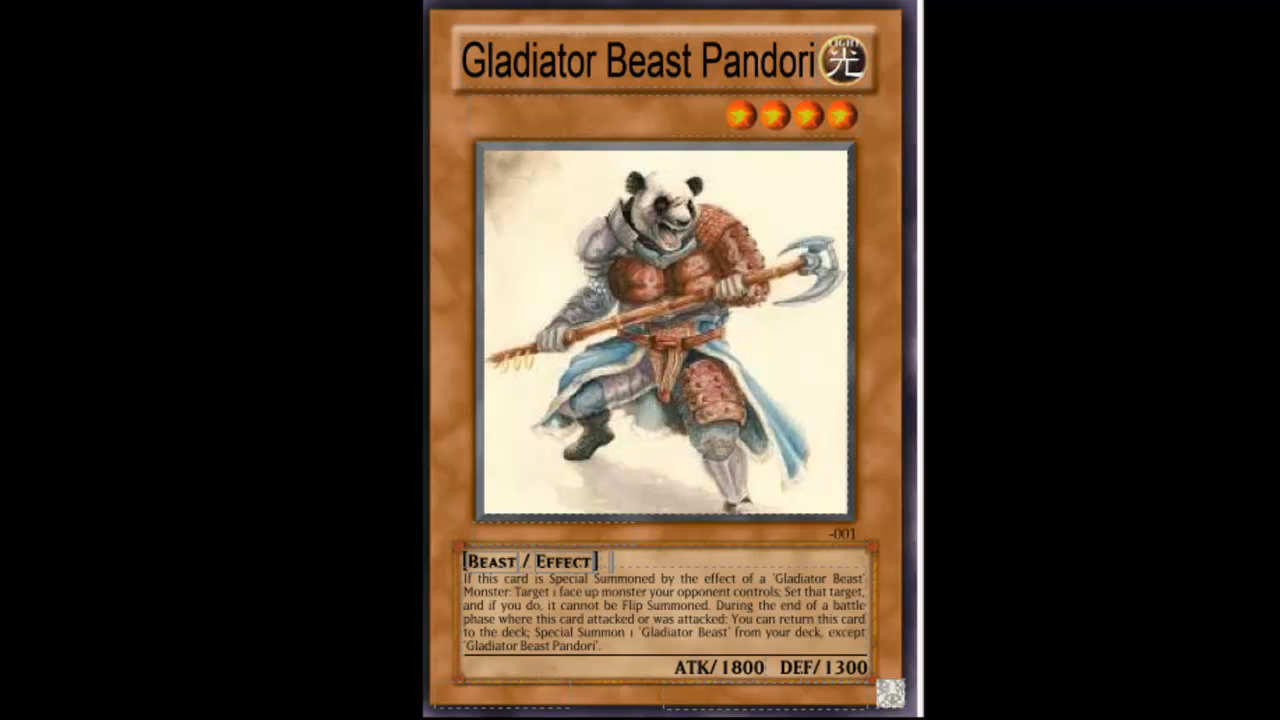 Gladiator Beast Pandori
LIGHT
光
-001
[BEAST / EFFECT]
If this card is Special Summoned by the effect of a 'Gladiator Beast'
Monster: Target 1 face up monster your opponent controls; Set that target,
and if you do, it cannot be Flip Summoned. During the end of a battle
phase where this card attacked or was attacked: You can return this card
to the deck; Special Summon 1 'Gladiator Beast' from your deck, except
'Gladiator Beast Pandori'.
ATK/ 1800 DEF/ 1300